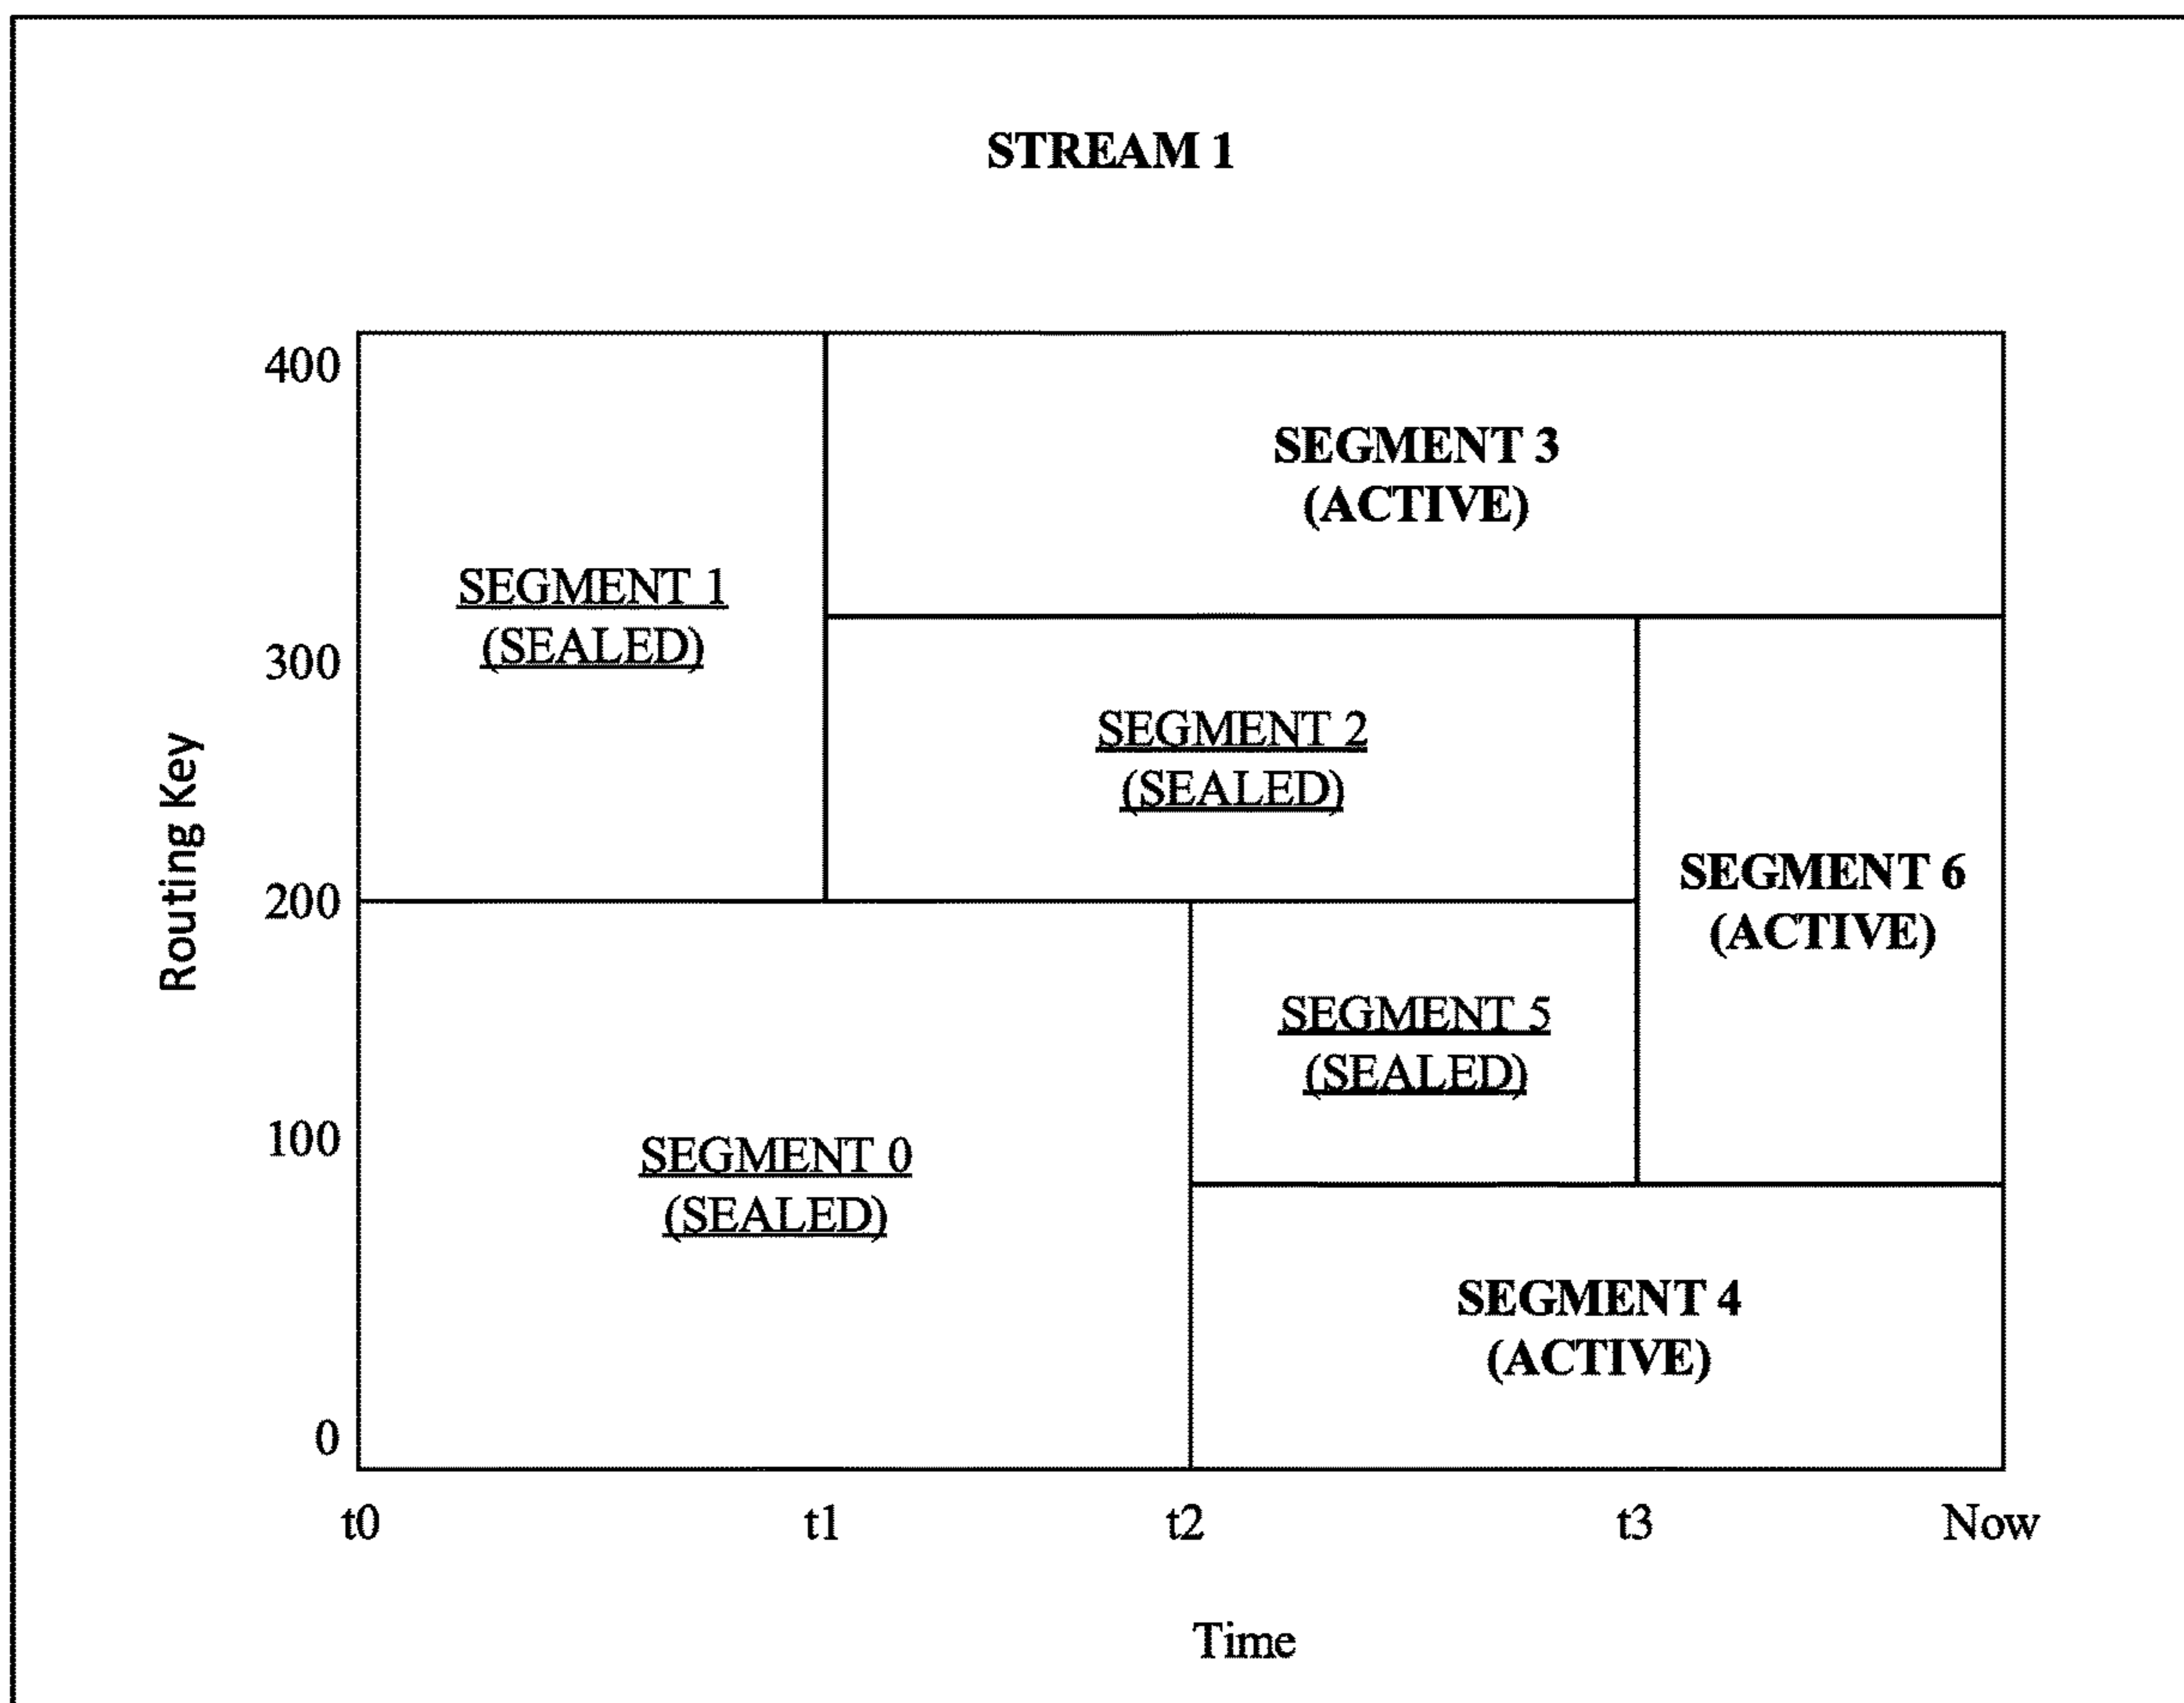 STREAM 1
400
SEGMENT 3
(ACTIVE)
SEGMENT 1
(SEALED)
300
SEGMENT 2
(SEALED)
Routing Key
200
SEGMENT 6
(ACTIVE)
SEGMENT 5
(SEALED)
100
SEGMENT 0
(SEALED)
SEGMENT 4
(ACTIVE)
0
t0
t1
t2
t3
Now
Time